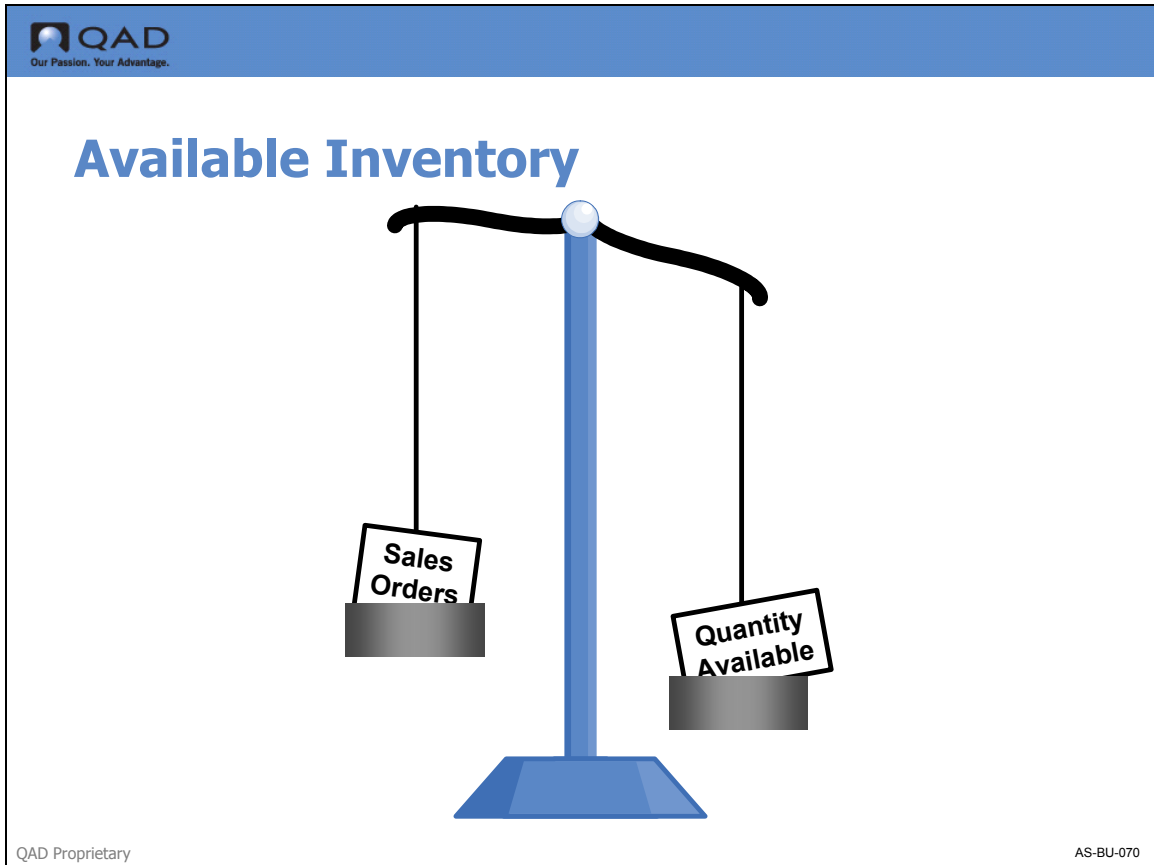 QAD
Our Passion. Your Advantage.
Available Inventory
Sales
Orders
Quantity
Available
QAD Proprietary
AS-BU-070